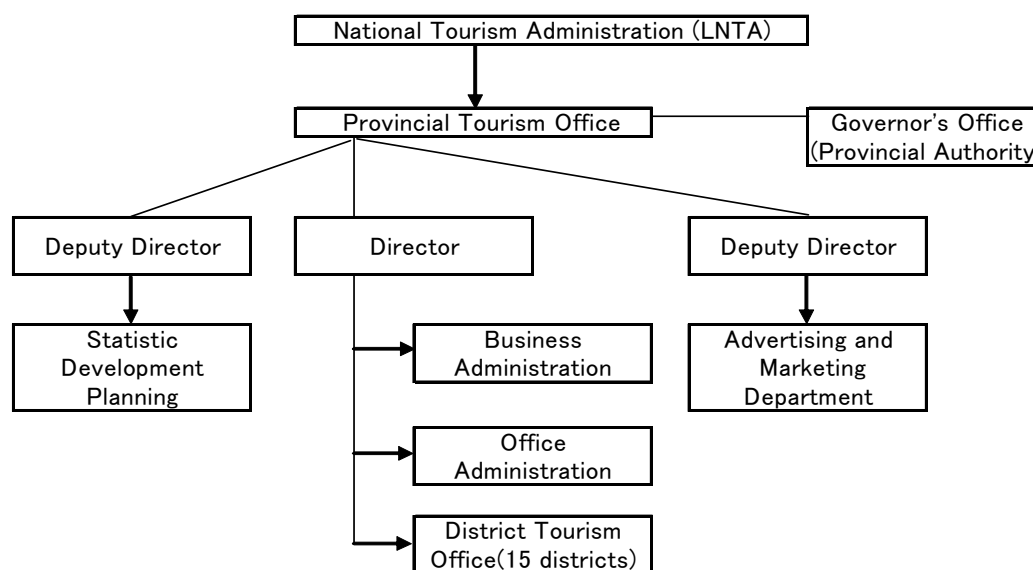 National Tourism Administration (LNTA)
Provincial Tourism Office
Governor's Office
(Provincial Authority
Deputy Director
Director
Deputy Director
Statistic
Development
Planning
Business
Administration
Advertising and
Marketing
Department
Office
Administration
District Tourism
Office(15 districts)